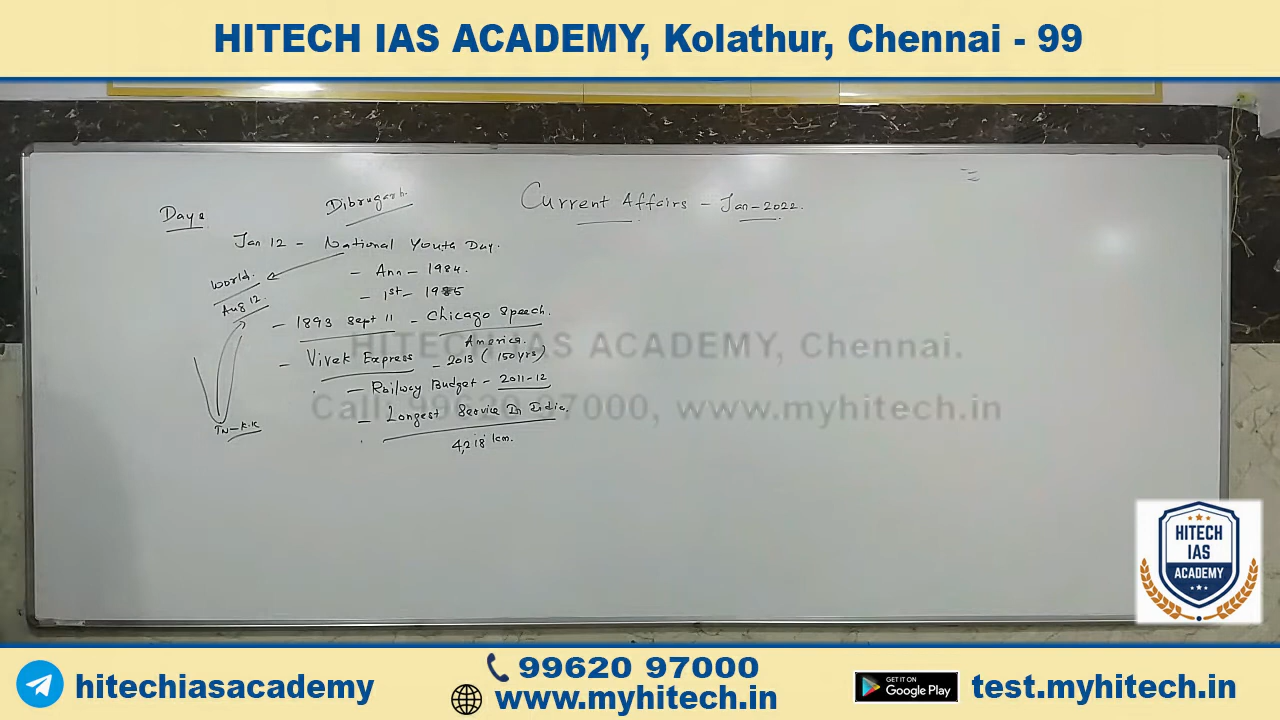 HITECH IAS ACADEMY, Kolathur, Chennai - 99
Days
Dibrugarh.
Current Affairs - Jan-2022.
Jan 12 - National Youth Day.
World.
Aug 12.
- Ann - 1984.
- 1st - 1985
- 1893 Sept 11 - Chicago Speech.
America.
- Vivek Express - 2013 (150yrs)
- Railway Budget - 2011-12
- Longest Service In India.
4,218 km.
TN-K.K
HITECH IAS ACADEMY, Chennai.
Call: 99620 97000, www.myhitech.in
HITECH
IAS
ACADEMY
hitechiasacademy
99620 97000
www.myhitech.in
GET IT ON
Google Play
test.myhitech.in